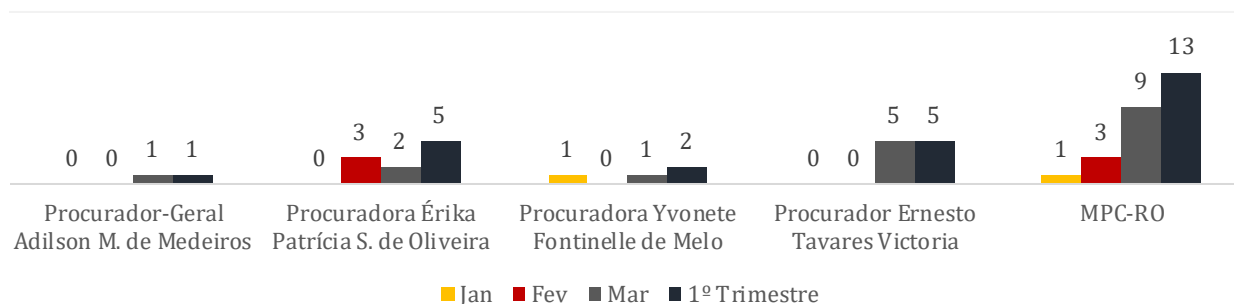 0 0 1 1
0 3 2 5
1 0 1 2
0 0 5 5
1 3 9 13
Procurador-Geral
Adilson M. de Medeiros
Procuradora Érika
Patrícia S. de Oliveira
Procuradora Yvonete
Fontinelle de Melo
Procurador Ernesto
Tavares Victoria
MPC-RO
Jan Fev Mar 1º Trimestre